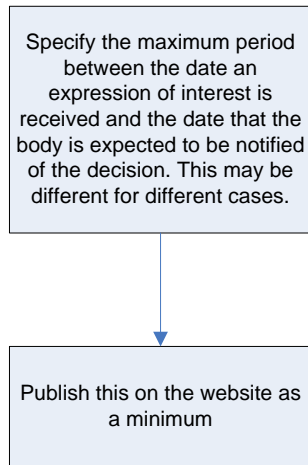 Specify the maximum period
between the date an
expression of interest is
received and the date that the
body is expected to be notified
of the decision. This may be
different for different cases.
Publish this on the website as
a minimum